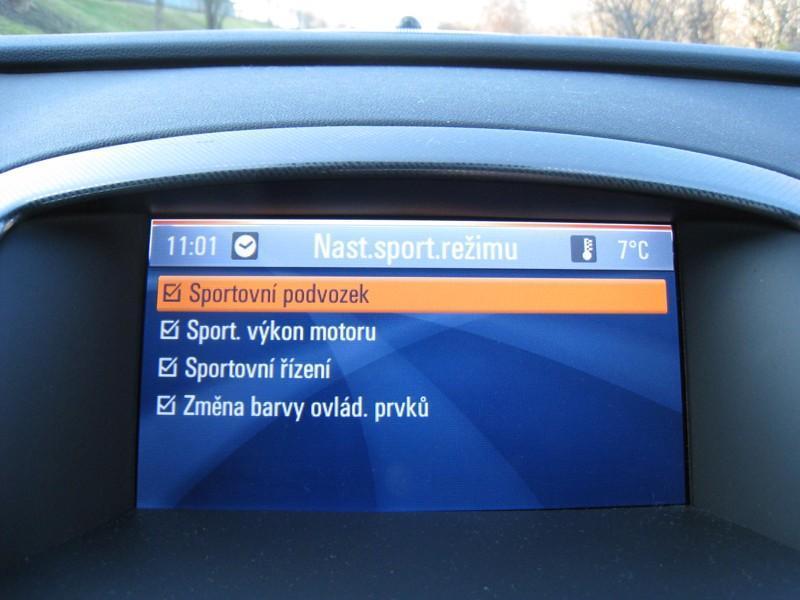 11:01 Nast.sport.režimu 7°C
Sportovní podvozek
Sport. výkon motoru
Sportovní řízení
Změna barvy ovlád. prvků